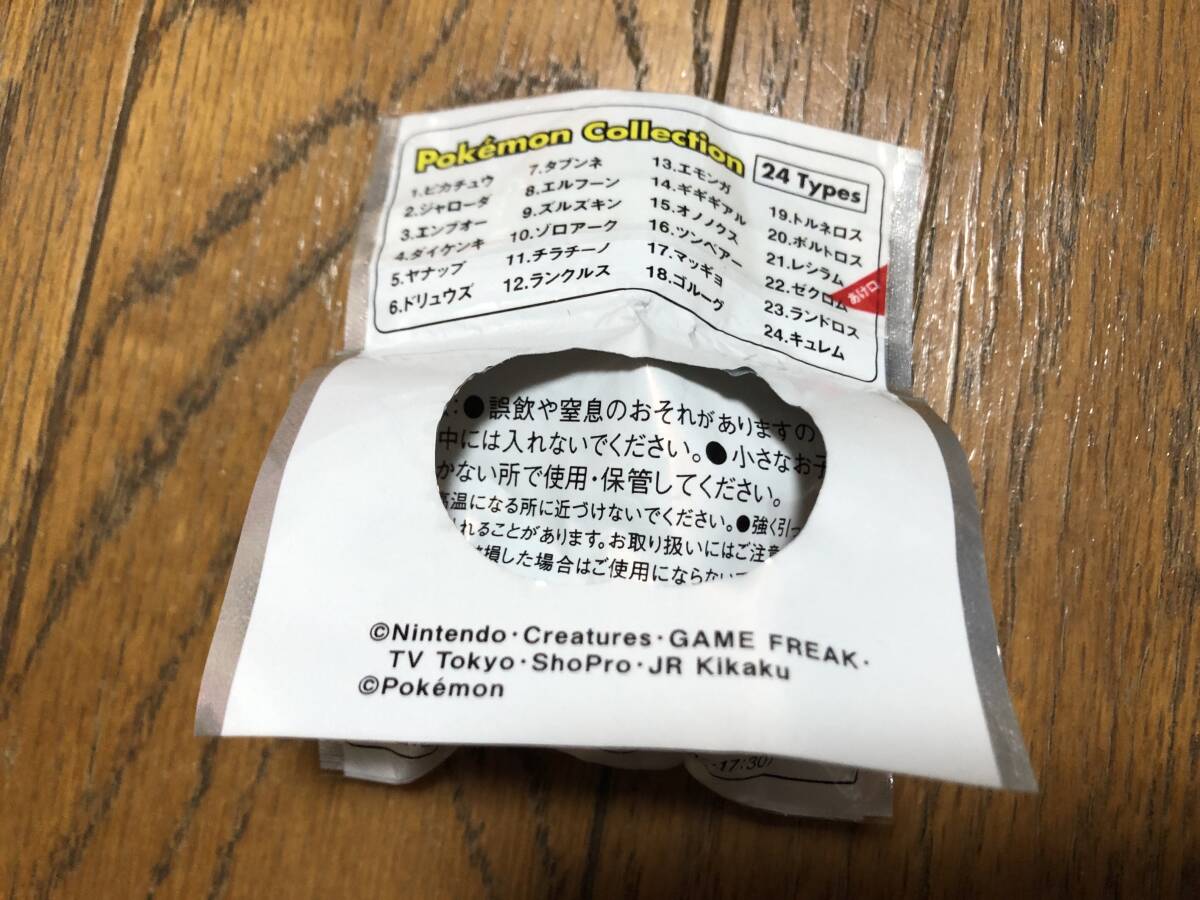 Pokémon Collection
24 Types
1.ピカチュウ
2.ジャローダ
3.エンブオー
4.ダイケンキ
5.ヤナップ
6.ドリュウズ
7.タブンネ
8.エルフーン
9.ズルズキン
10.ゾロアーク
11.チラチーノ
12.ランクルス
13.エモンガ
14.ギギギアル
15.オノノクス
16.ツンベアー
17.マッギョ
18.ゴルーグ
19.トルネロス
20.ボルトロス
21.レシラム
22.ゼクロム
23.ランドロス
24.キュレム
あけ口
●誤飲や窒息のおそれがありますの
中には入れないでください。●小さなお子
かない所で使用・保管してください。
高温になる所に近づけないでください。●強く引っ
れることがあります。お取り扱いにはご注意
損した場合はご使用にならない
©Nintendo・Creatures・GAME FREAK・
TV Tokyo・ShoPro・JR Kikaku
©Pokémon
17:30)